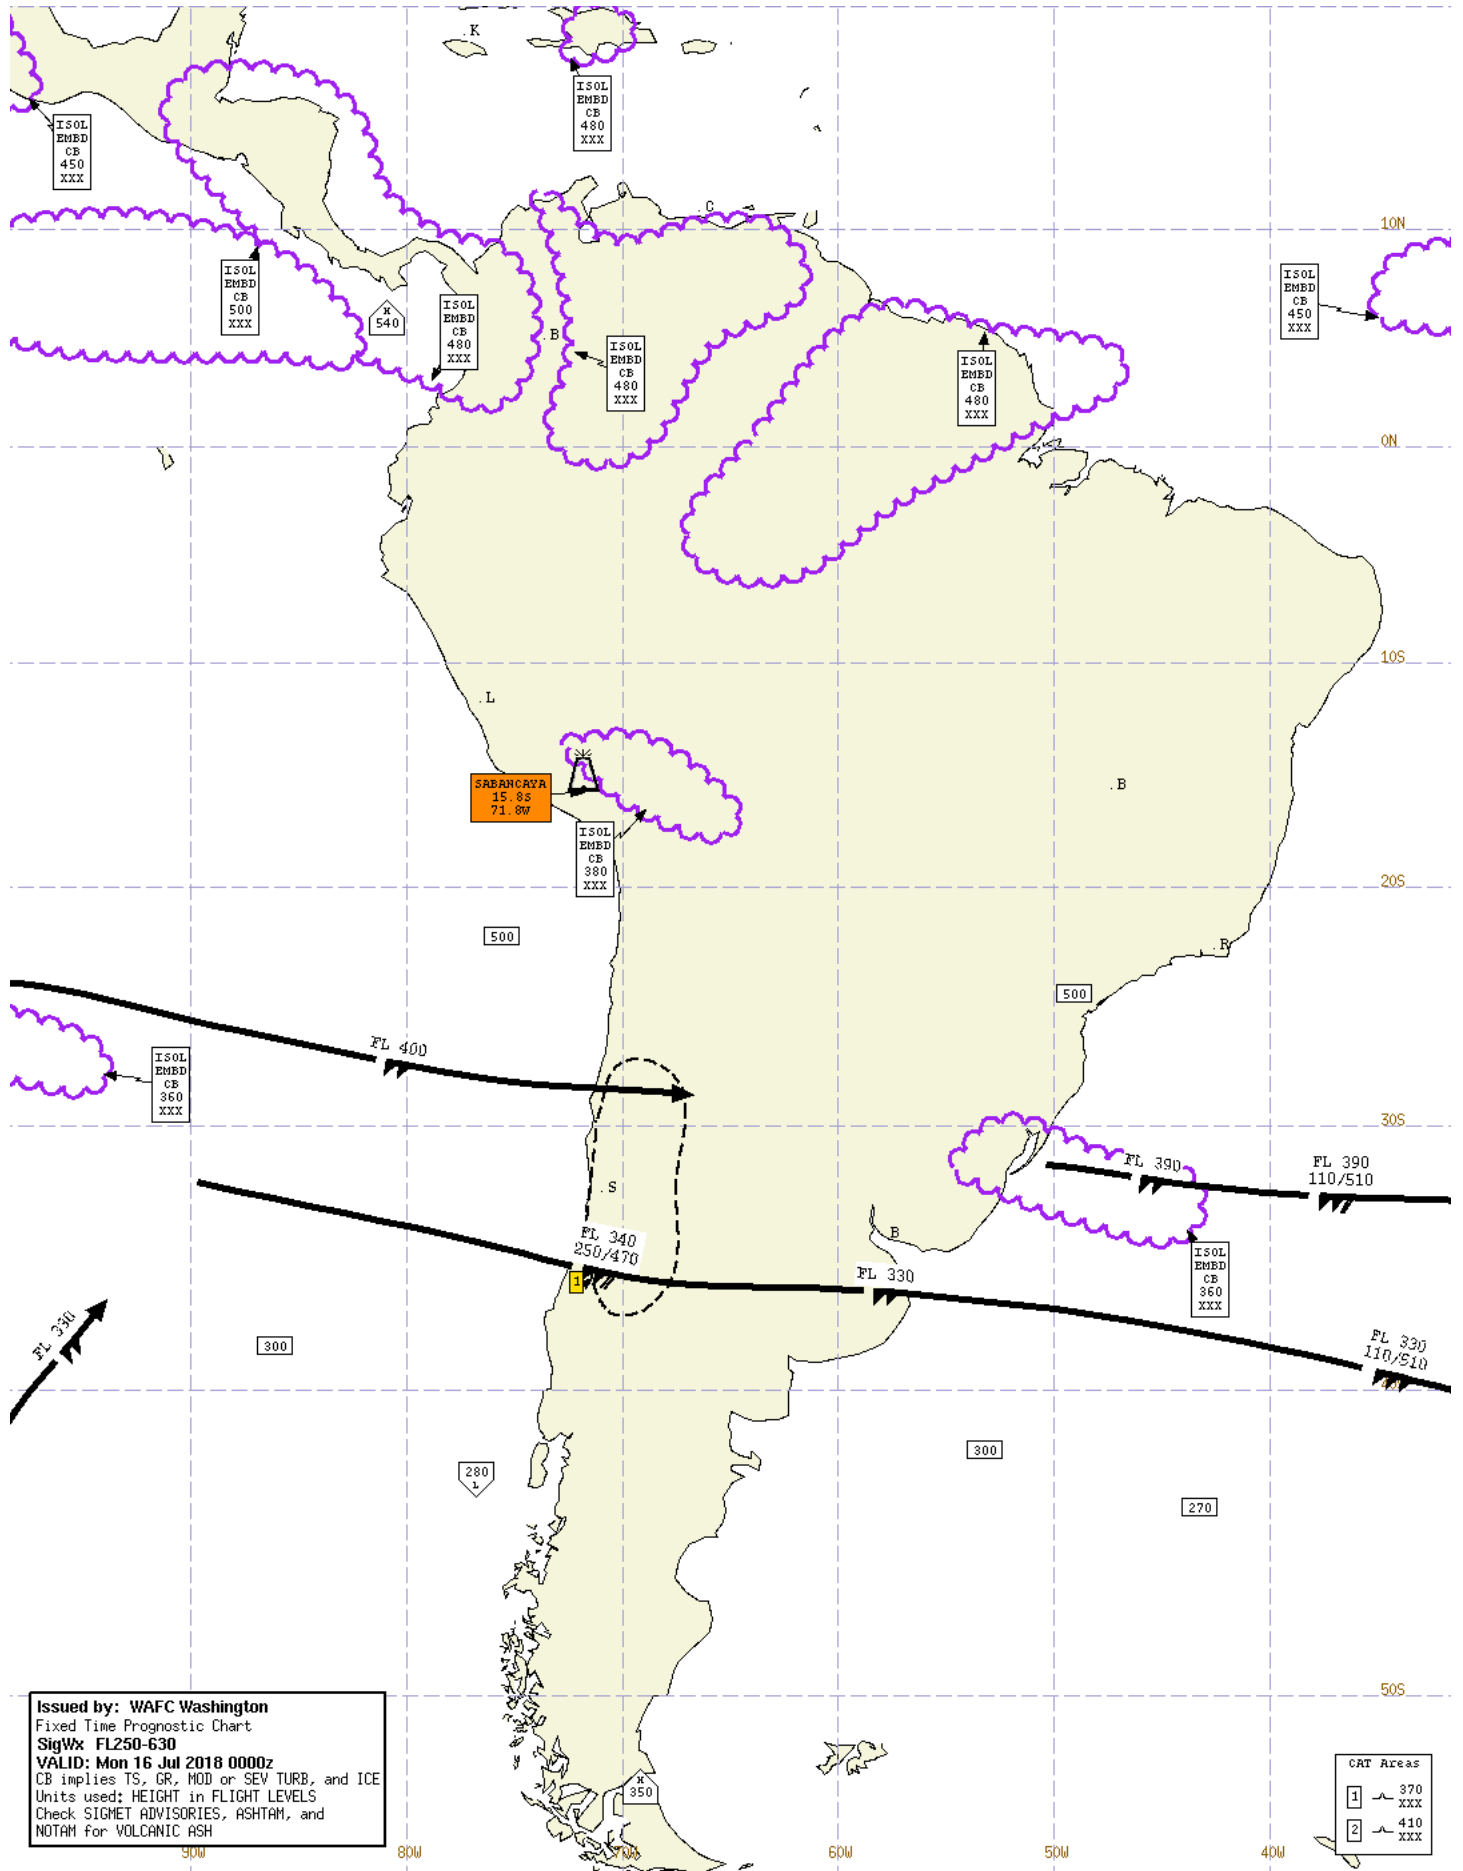 K
ISOL
EMBD
CB
480
XXX
ISOL
EMBD
CB
450
XXX
C
10N
ISOL
EMBD
CB
500
XXX
H
540
ISOL
EMBD
CB
480
XXX
B
ISOL
EMBD
CB
480
XXX
ISOL
EMBD
CB
480
XXX
ISOL
EMBD
CB
450
XXX
0N
10S
L
SABANCAYA
15.8S
71.8W
B
ISOL
EMBD
CB
380
XXX
20S
500
R
500
FL 400
ISOL
EMBD
CB
360
XXX
30S
FL 390
FL 390
110/510
S
B
FL 340
250/470
1
FL 330
ISOL
EMBD
CB
360
XXX
FL 330
300
FL 330
110/510
300
280
L
270
50S
Issued by: WAFC Washington
Fixed Time Prognostic Chart
SigWx FL250-630
VALID: Mon 16 Jul 2018 0000z
CB implies TS, GR, MOD or SEV TURB, and ICE
Units used: HEIGHT in FLIGHT LEVELS
Check SIGMET ADVISORIES, ASHTAM, and
NOTAM for VOLCANIC ASH
H
350
CAT Areas
1 370
XXX
2 410
XXX
90W 80W 70W 60W 50W 40W